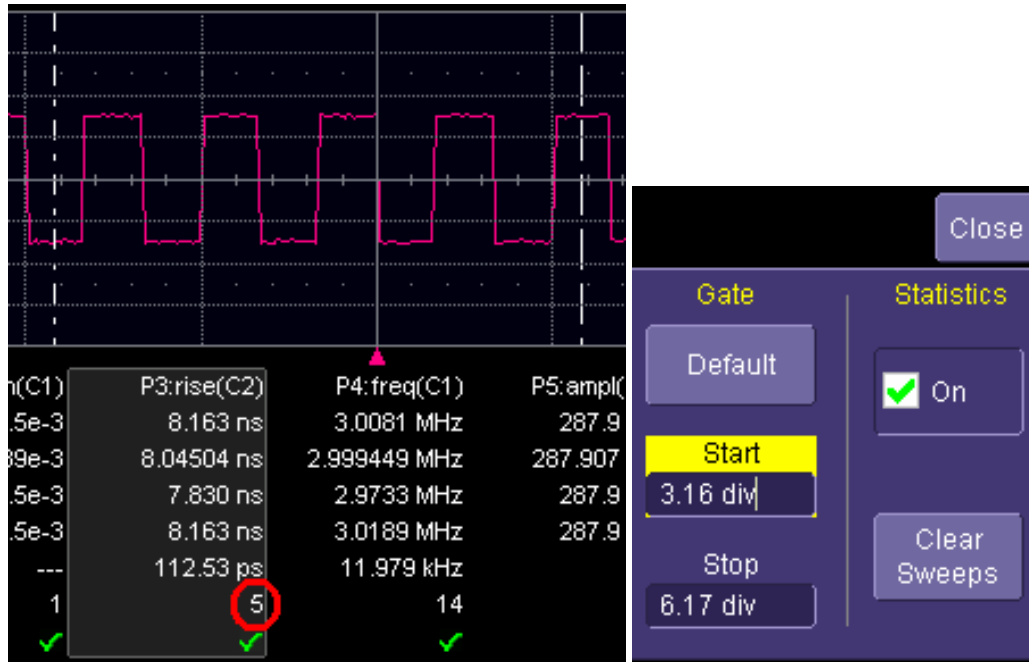 n(C1) P3:rise(C2) P4:freq(C1) P5:ampl(
.5e-3 8.163 ns 3.0081 MHz 287.9
39e-3 8.04504 ns 2.999449 MHz 287.907
.5e-3 7.830 ns 2.9733 MHz 287.9
.5e-3 8.163 ns 3.0189 MHz 287.9
--- 112.53 ps 11.979 kHz
1 5 14
Close
Gate
Default
Start
3.16 div
Stop
6.17 div
Statistics
On
Clear
Sweeps